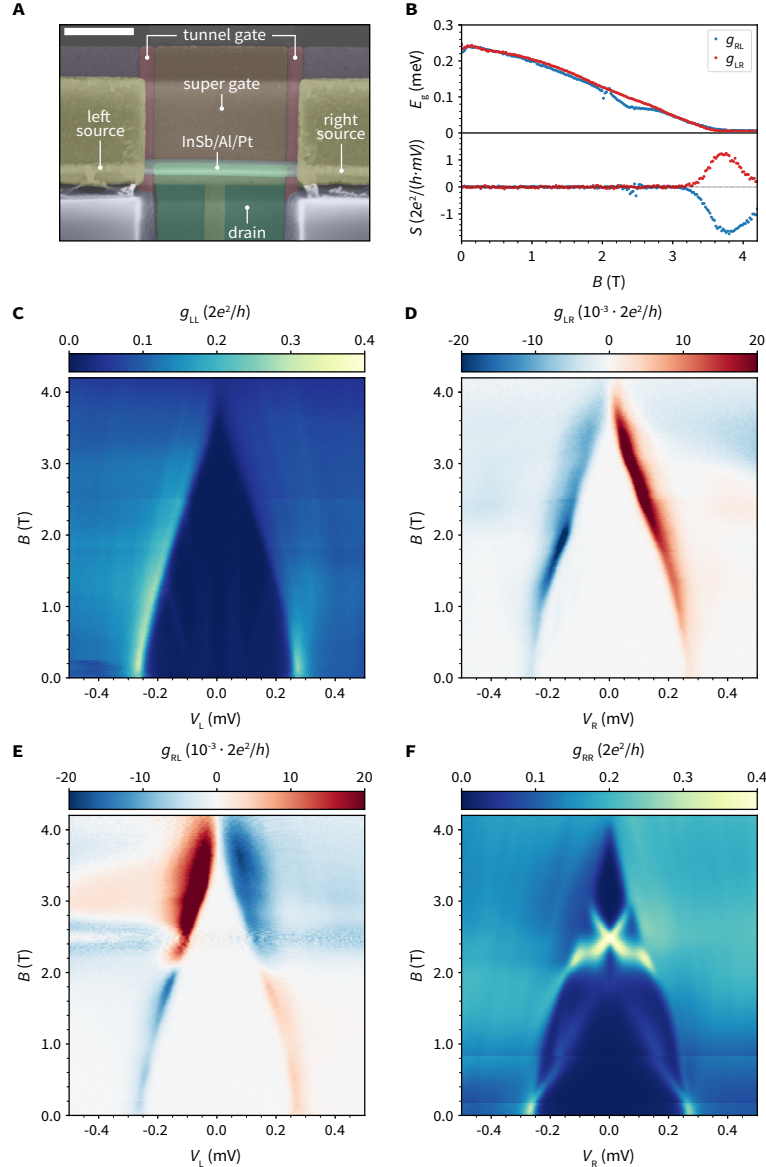 A
tunnel gate
super gate
left
source
InSb/Al/Pt
right
source
drain
B
E_g (meV)
0.3
0.2
0.1
0
g_RL
g_LR
S (2e²/(h·mV))
1
0
-1
0 1 2 3 4
B (T)
C
g_LL (2e²/h)
0.0 0.1 0.2 0.3 0.4
B (T)
4.0
3.0
2.0
1.0
0.0
-0.4 -0.2 0.0 0.2 0.4
V_L (mV)
D
g_LR (10⁻³ · 2e²/h)
-20 -10 0 10 20
B (T)
4.0
3.0
2.0
1.0
0.0
-0.4 -0.2 0.0 0.2 0.4
V_R (mV)
E
g_RL (10⁻³ · 2e²/h)
-20 -10 0 10 20
B (T)
4.0
3.0
2.0
1.0
0.0
-0.4 -0.2 0.0 0.2 0.4
V_L (mV)
F
g_RR (2e²/h)
0.0 0.1 0.2 0.3 0.4
B (T)
4.0
3.0
2.0
1.0
0.0
-0.4 -0.2 0.0 0.2 0.4
V_R (mV)